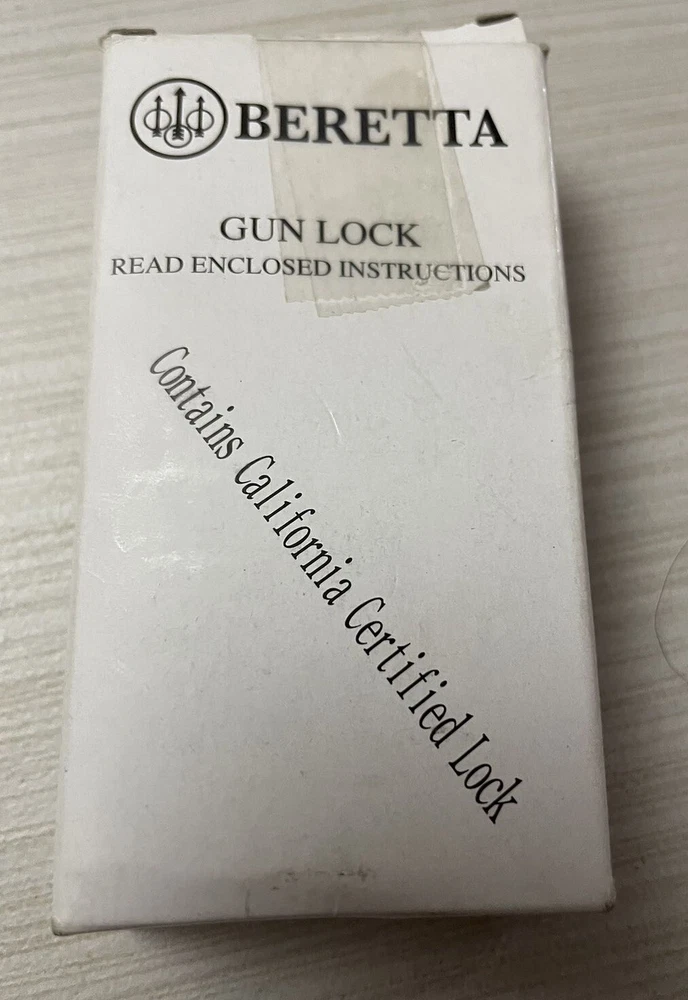 BERETTA
GUN LOCK
READ ENCLOSED INSTRUCTIONS
Contains California Certified Lock